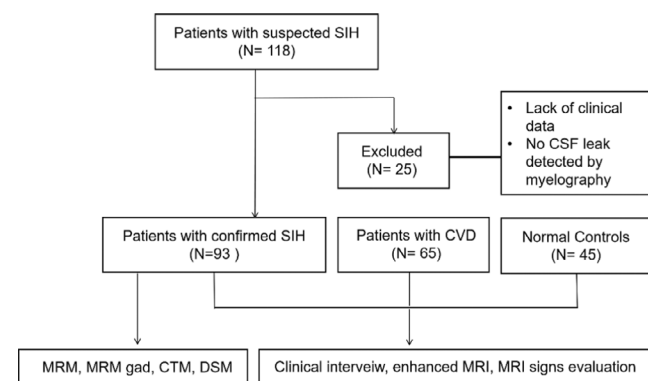 Patients with suspected SIH
(N= 118)
• Lack of clinical
data
• No CSF leak
detected by
myelography
Excluded
(N= 25)
Patients with confirmed SIH
(N=93 )
Patients with CVD
(N= 65)
Normal Controls
(N= 45)
MRM, MRM gad, CTM, DSM
Clinical interveiw, enhanced MRI, MRI signs evaluation